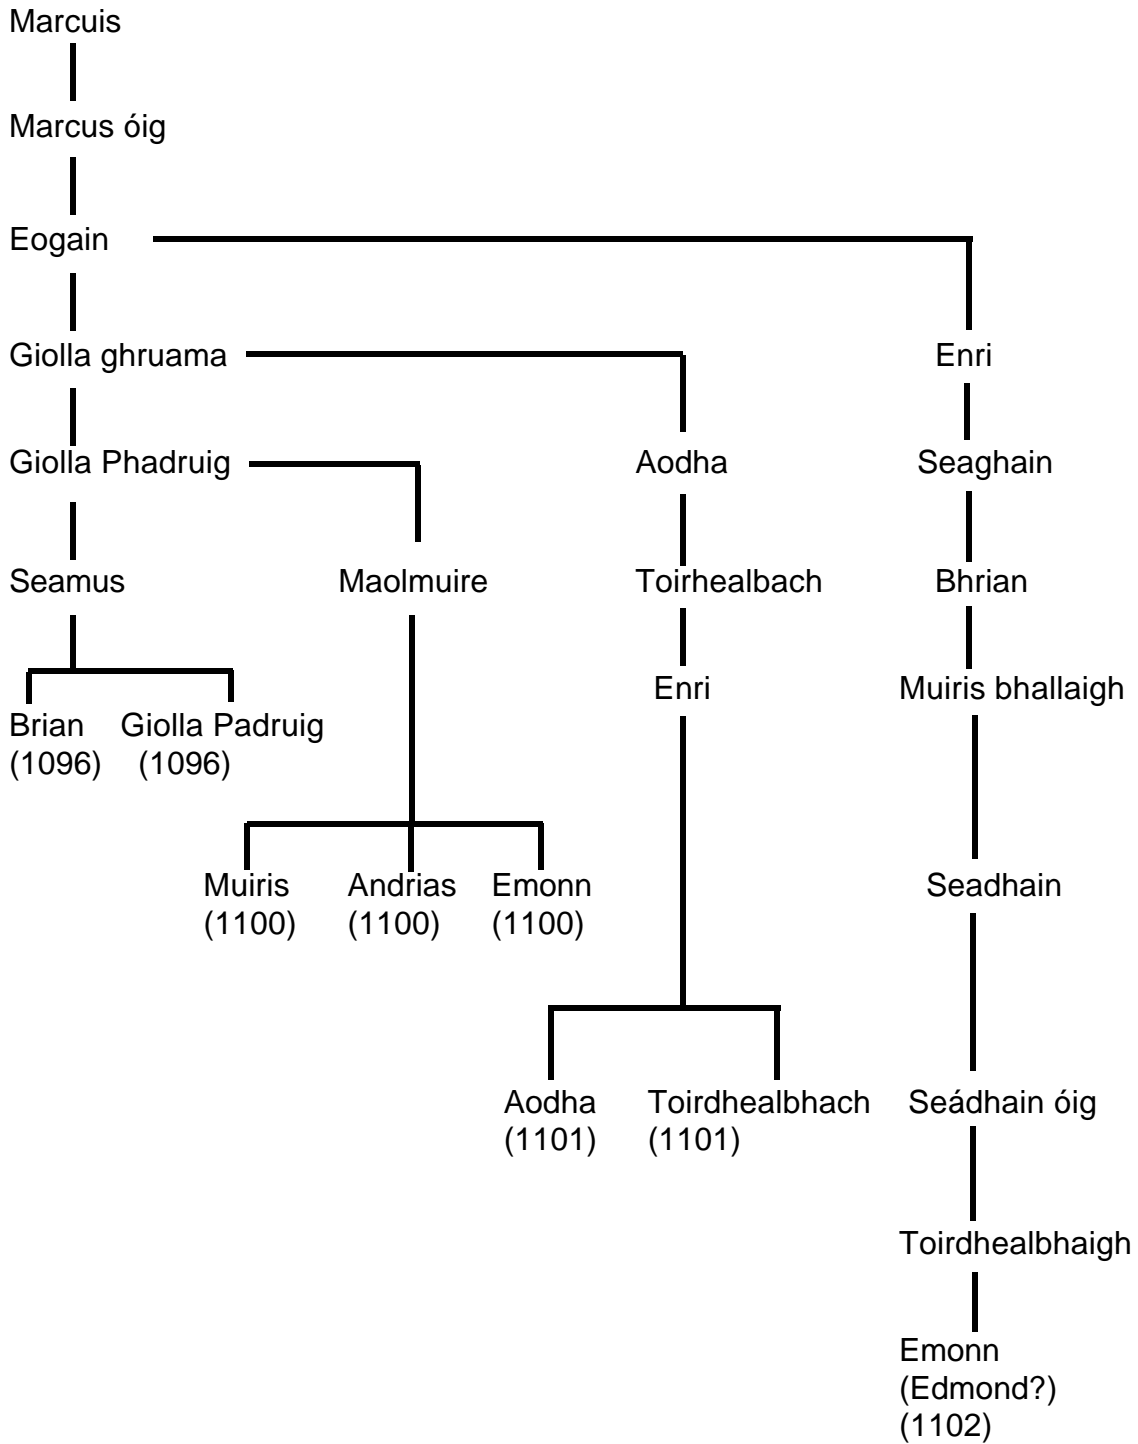 Marcuis
Marcus óig
Eogain
Giolla ghruama
Enri
Giolla Phadruig
Aodha
Seaghain
Seamus
Maolmuire
Toirhealbach
Bhrian
Enri
Muiris bhallaigh
Brian
(1096)
Giolla Padruig
(1096)
Muiris
(1100)
Andrias
(1100)
Emonn
(1100)
Seadhain
Aodha
(1101)
Toirdhealbhach
(1101)
Seádhain óig
Toirdhealbhaigh
Emonn
(Edmond?)
(1102)